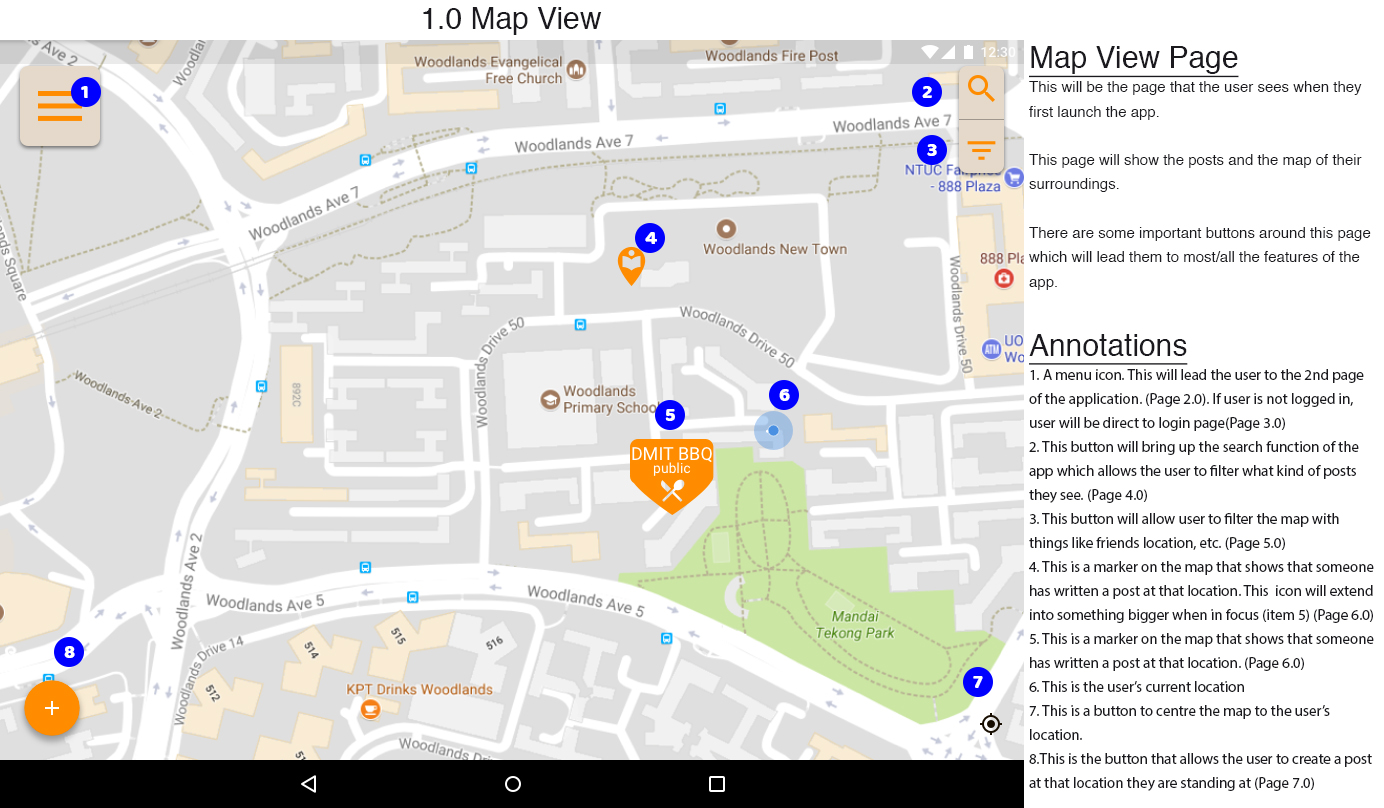 1.0 Map View
12:30
Woodlands Evangelical
Free Church
Woodlands Fire Post
ds Ave 2
Woodlands Ave 7
Woodlands Ave 7
Woodlands Ave 7
NTUC
- 888 Plaza
Woodlands New Town
888 Pla
Woodlands Drive 50
Woodlands Drive 50
Woodlands Drive 50
Woodlands Drive 50
ATM
UO
Wo
Woodlands Ave 2
892C
Woodlands
Primary School
DMIT BBQ
public
Woodlands Ave 2
Woodlands Ave 5
Woodlands Ave 5
Mandai
Tekong Park
Woodlands Drive 14
514
515
516
512
KPT Drinks Woodlands
Woodlands Dr
1
2
3
4
5
6
7
8
Map View Page
This will be the page that the user sees when they
first launch the app.
This page will show the posts and the map of their
surroundings.
There are some important buttons around this page
which will lead them to most/all the features of the
app.
Annotations
1. A menu icon. This will lead the user to the 2nd page
of the application. (Page 2.0). If user is not logged in,
user will be direct to login page(Page 3.0)
2. This button will bring up the search function of the
app which allows the user to filter what kind of posts
they see. (Page 4.0)
3. This button will allow user to filter the map with
things like friends location, etc. (Page 5.0)
4. This is a marker on the map that shows that someone
has written a post at that location. This  icon will extend
into something bigger when in focus (item 5) (Page 6.0)
5. This is a marker on the map that shows that someone
has written a post at that location. (Page 6.0)
6. This is the user's current location
7. This is a button to centre the map to the user's
location.
8.This is the button that allows the user to create a post
at that location they are standing at (Page 7.0)